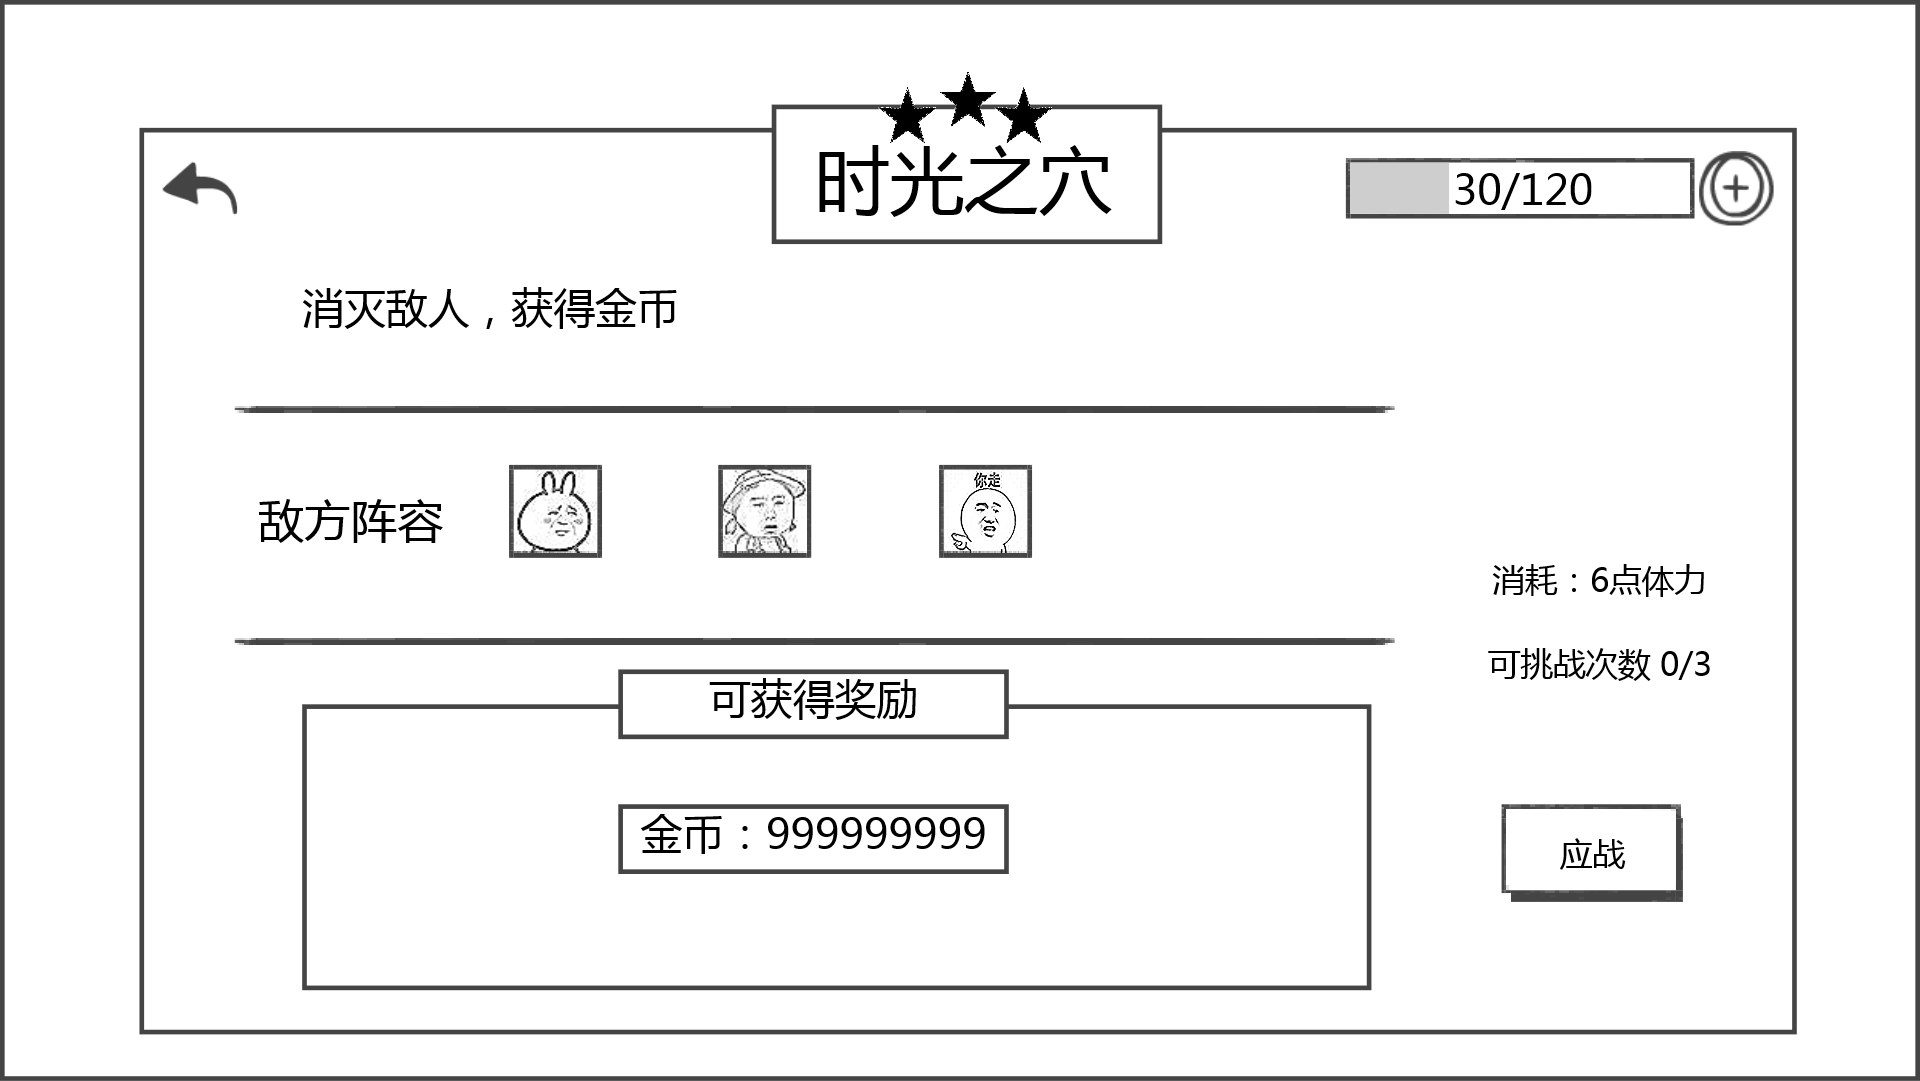 时光之穴
30/120
消灭敌人，获得金币
敌方阵容
你走
消耗：6点体力
可挑战次数 0/3
可获得奖励
金币：999999999
应战